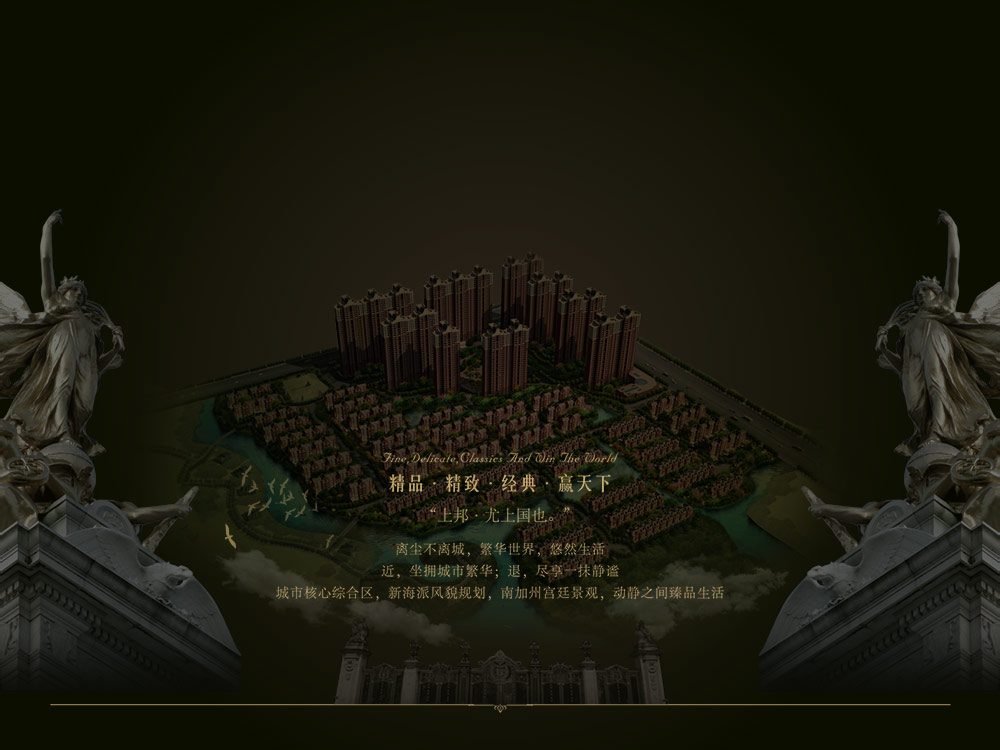 Fine,Delicate,Classics And Win The World
精品·精致·经典·赢天下
“上邦·尤上国也。”
离尘不离城，繁华世界，悠然生活
近，坐拥城市繁华；退，尽享一抹静谧
城市核心综合区，新海派风貌规划，南加州宫廷景观，动静之间臻品生活